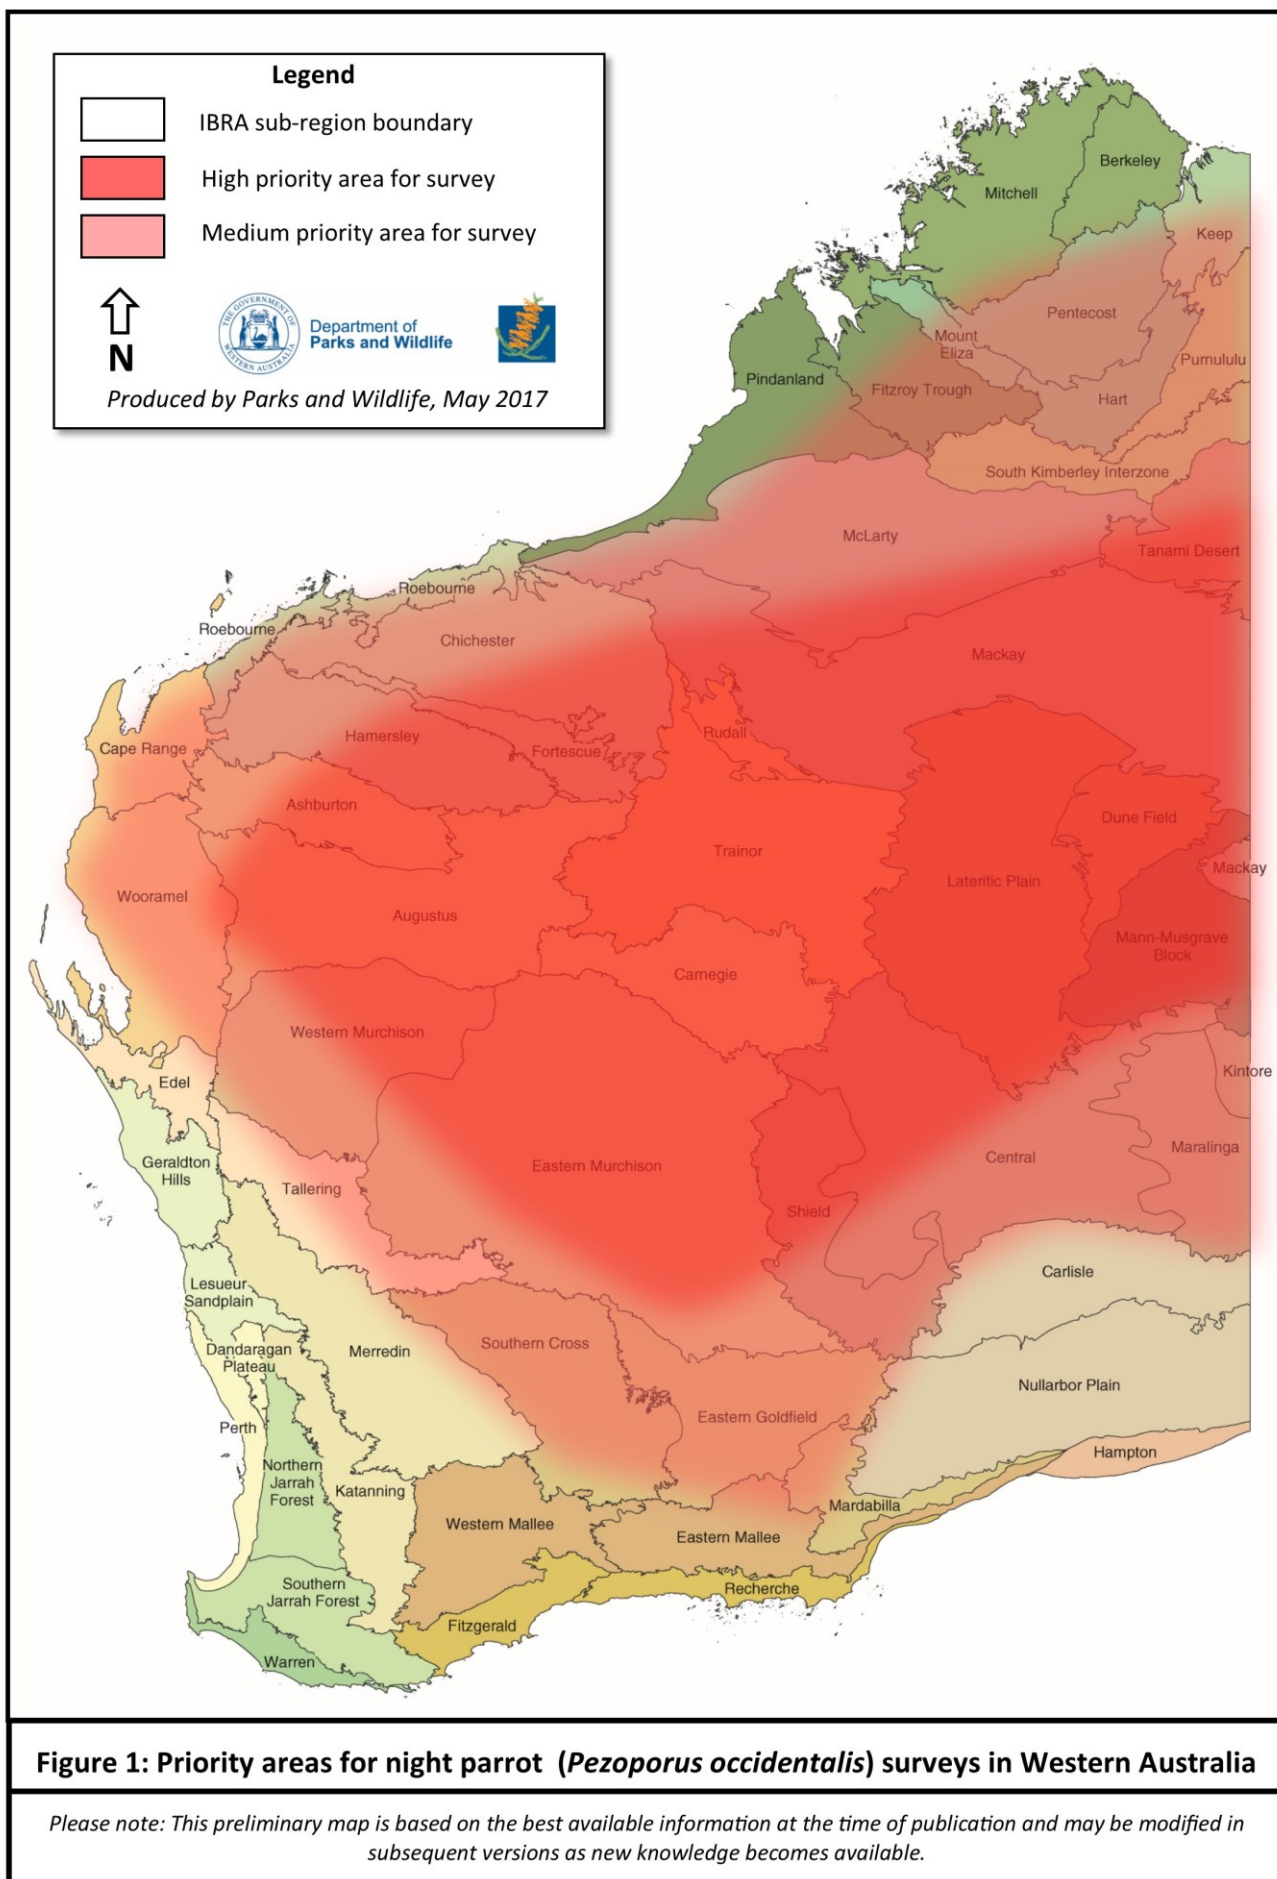 Legend
IBRA sub-region boundary
High priority area for survey
Medium priority area for survey
N
THE GOVERNMENT OF
WESTERN AUSTRALIA
Department of
Parks and Wildlife
Produced by Parks and Wildlife, May 2017
Berkeley
Mitchell
Keep
Pentecost
Mount
Eliza
Purnululu
Pindanland
Fitzroy Trough
Hart
South Kimberley Interzone
McLarty
Tanami Desert
Roebourne
Roebourne
Chichester
Mackay
Rudall
Hamersley
Cape Range
Fortescue
Ashburton
Dune Field
Trainor
Mackay
Lateritic Plain
Wooramel
Augustus
Mann-Musgrave
Block
Carnegie
Western Murchison
Kintore
Edel
Maralinga
Central
Geraldton
Hills
Eastern Murchison
Tallering
Shield
Carlisle
Lesueur
Sandplain
Southern Cross
Dandaragan
Plateau
Merredin
Nullarbor Plain
Eastern Goldfield
Perth
Hampton
Northern
Jarrah
Forest
Katanning
Mardabilla
Western Mallee
Eastern Mallee
Southern
Jarrah Forest
Recherche
Fitzgerald
Warren
Figure 1: Priority areas for night parrot (Pezoporus occidentalis) surveys in Western Australia
Please note: This preliminary map is based on the best available information at the time of publication and may be modified in
subsequent versions as new knowledge becomes available.